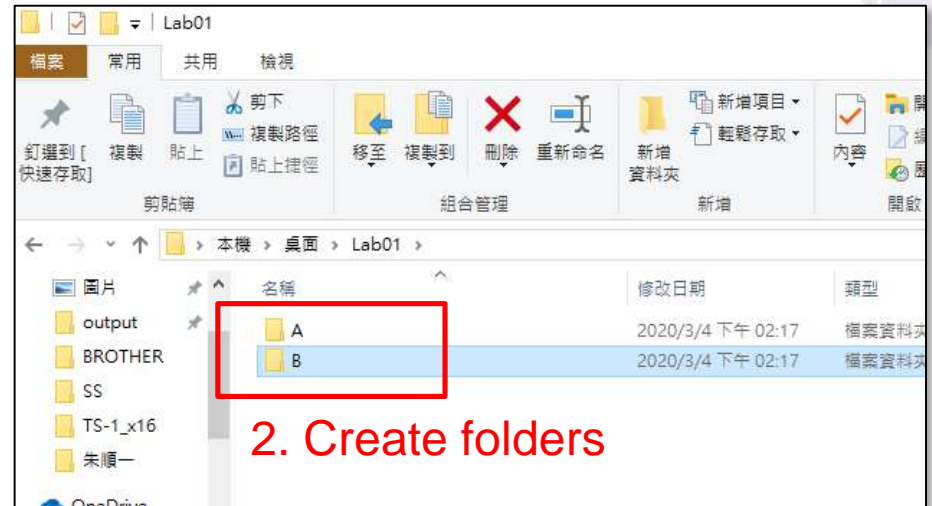 Lab01
檔案 常用 共用 檢視
剪下
複製路徑
貼上捷徑
釘選到 [
快速存取]
複製 貼上
移至 複製到 刪除 重新命名
新增
資料夾
新增項目
輕鬆存取
內容
剪貼簿 組合管理 新增 開啟
本機 › 桌面 › Lab01 ›
名稱 修改日期 類型
圖片
output
BROTHER
SS
TS-1_x16
朱順一
OneDrive
A 2020/3/4 下午 02:17 檔案資料夾
B 2020/3/4 下午 02:17 檔案資料夾
2. Create folders